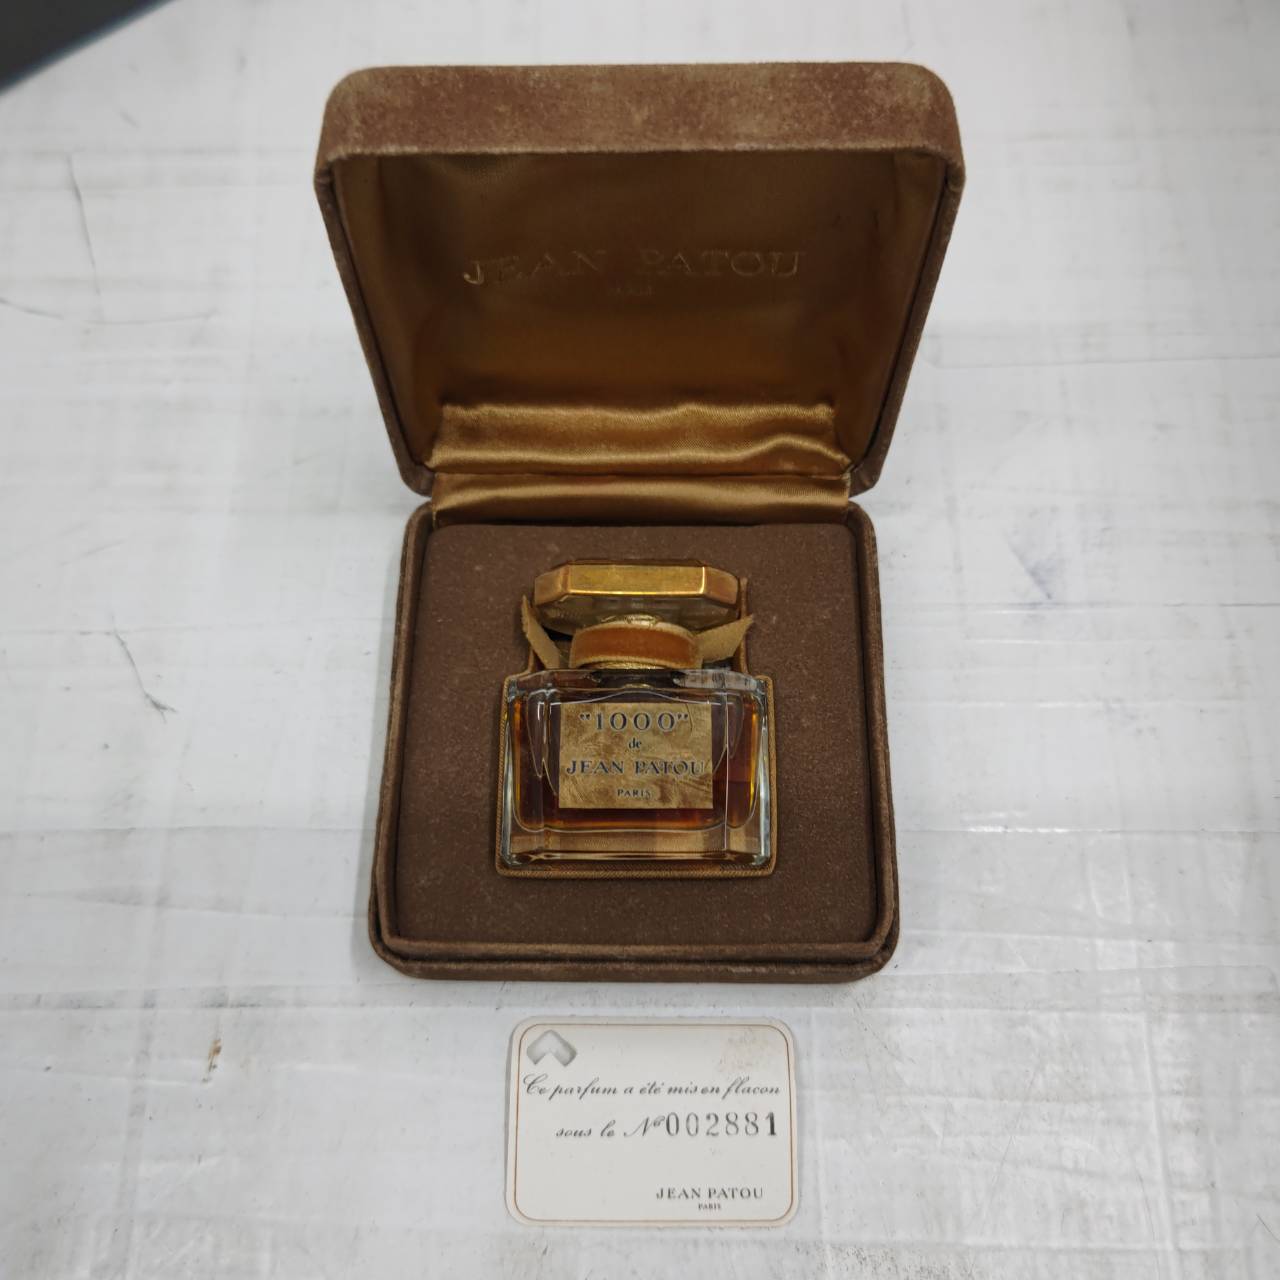 JEAN PATOU
PARIS
"1000"
de
JEAN PATOU
PARIS
Ce parfum a été mis en flacon
sous le Nº 002881
JEAN PATOU
PARIS